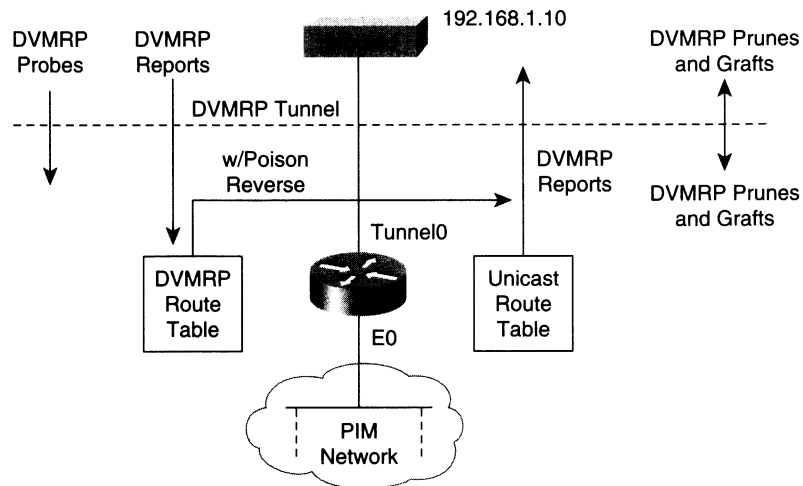 192.168.1.10
DVMRP
Probes
DVMRP
Reports
DVMRP Prunes
and Grafts
DVMRP Tunnel
w/Poison
Reverse
DVMRP
Reports
DVMRP Prunes
and Grafts
Tunnel0
DVMRP
Route
Table
Unicast
Route
Table
E0
PIM
Network